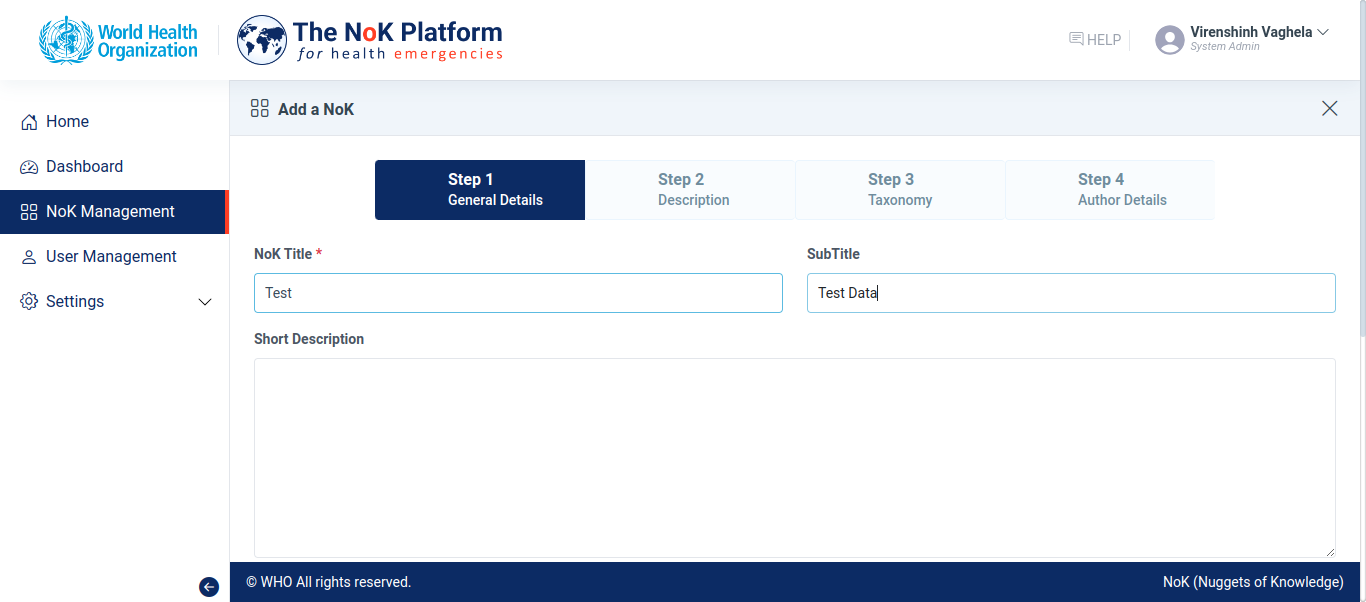 World Health
Organization
The NoK Platform
for health emergencies
HELP
Virenshinh Vaghela
System Admin
Home
Dashboard
NoK Management
User Management
Settings
Add a NoK
Step 1
General Details
Step 2
Description
Step 3
Taxonomy
Step 4
Author Details
NoK Title *
SubTitle
Test
Test Data
Short Description
© WHO All rights reserved.
NoK (Nuggets of Knowledge)